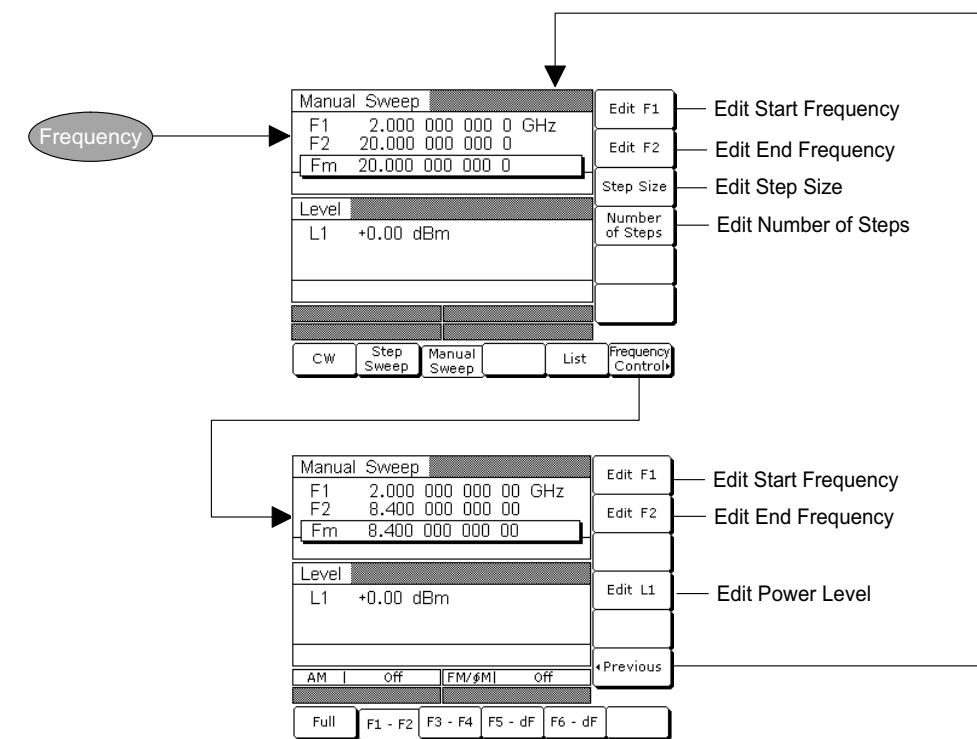 Frequency
Manual Sweep
F1 2.000 000 000 0 GHz
F2 20.000 000 000 0
Fm 20.000 000 000 0
Level
L1 +0.00 dBm
Edit F1
Edit Start Frequency
Edit F2
Edit End Frequency
Step Size
Edit Step Size
Number
of Steps
Edit Number of Steps
CW
Step
Sweep
Manual
Sweep
List
Frequency
Control
Manual Sweep
F1 2.000 000 000 00 GHz
F2 8.400 000 000 00
Fm 8.400 000 000 00
Level
L1 +0.00 dBm
AM | Off FM/ϕM| Off
Edit F1
Edit Start Frequency
Edit F2
Edit End Frequency
Edit L1
Edit Power Level
Previous
Full
F1 - F2
F3 - F4
F5 - dF
F6 - dF